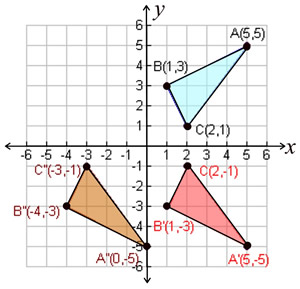 y
A(5,5)
B(1,3)
C(2,1)
x
6
5
4
3
2
1
-6 -5 -4 -3 -2 -1 1 2 3 4 5 6
-1
-2
-3
-4
-5
-6
C"(-3,-1)
C(2,-1)
B"(-4,-3)
B'(1,-3)
A"(0,-5)
A'(5,-5)